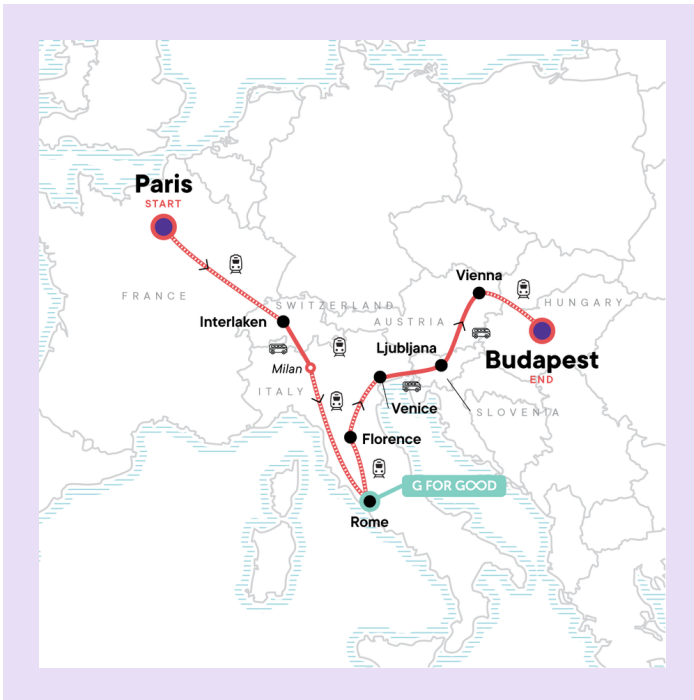 Paris
START
FRANCE
Vienna
HUNGARY
SWITZERLAND
Interlaken
AUSTRIA
Ljubljana
Budapest
END
Milan
ITALY
Venice
SLOVENIA
Florence
G FOR GOOD
Rome